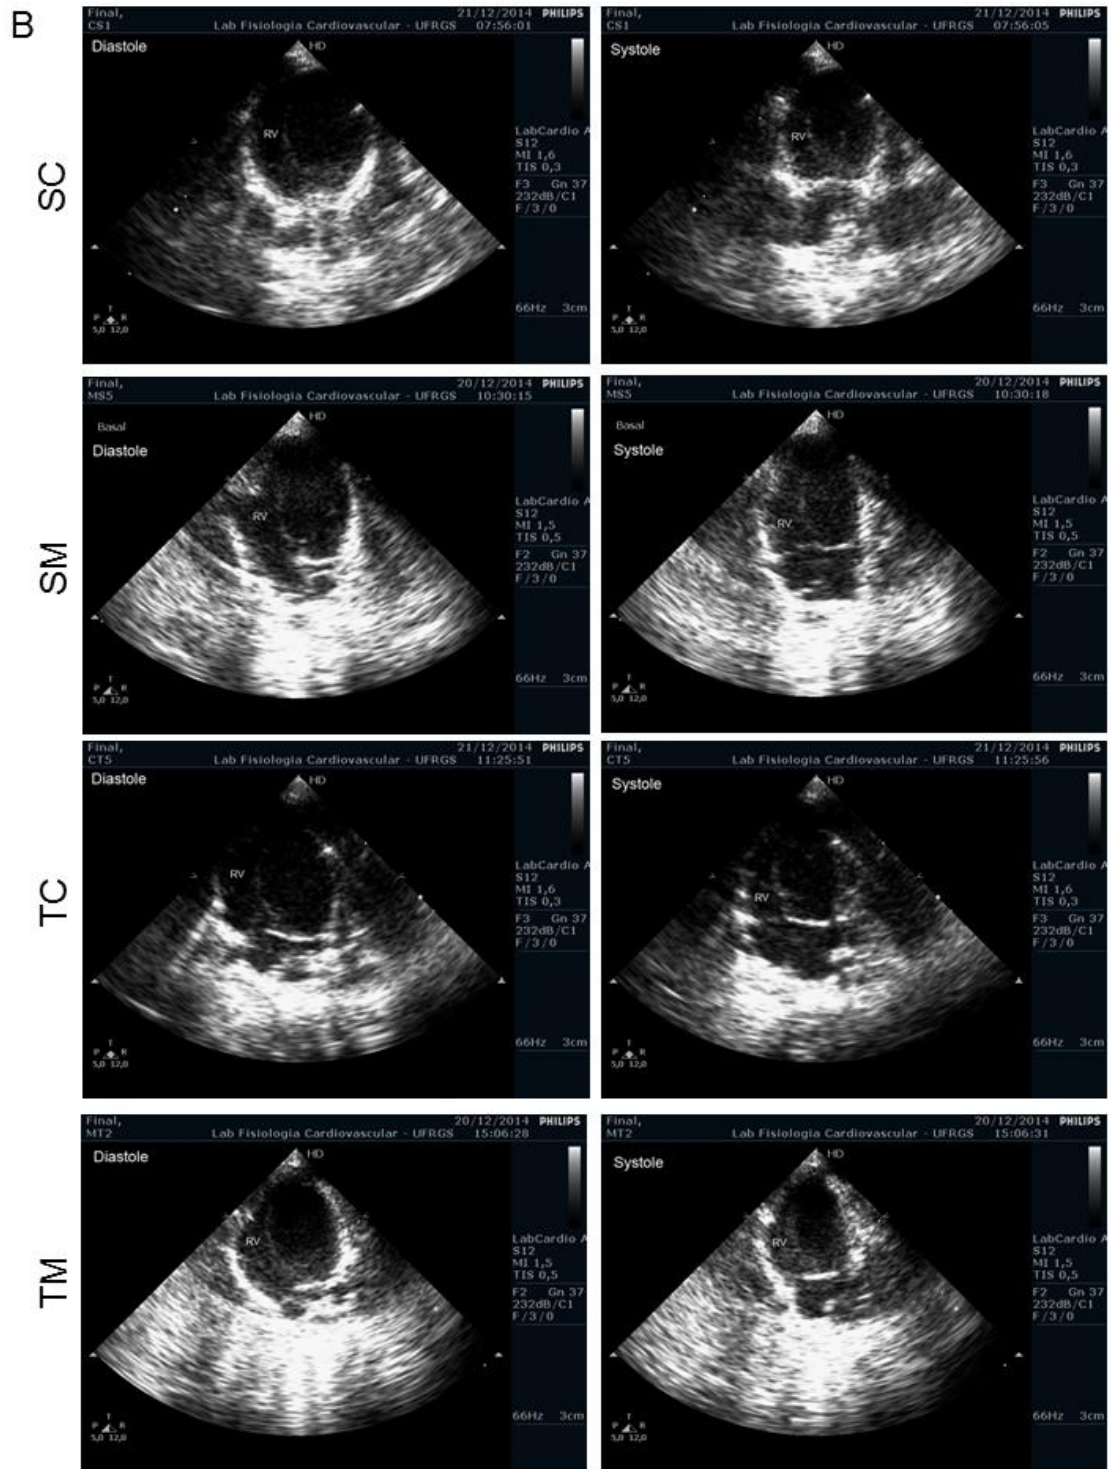 B
SC
Final, 21/12/2014 PHILIPS
CS1 Lab Fisiologia Cardiovascular - UFRGS 07:56:01
Diastole
HD
RV
LabCardio A
S12
MI 1,6
TIS 0,3
F3 Gn 37
232dB/C1
F / 3 / 0
66Hz 3cm
T
P R
5,0 12,0
Final, 21/12/2014 PHILIPS
CS1 Lab Fisiologia Cardiovascular - UFRGS 07:56:05
Systole
HD
RV
LabCardio A
S12
MI 1,6
TIS 0,3
F3 Gn 37
232dB/C1
F / 3 / 0
66Hz 3cm
T
P R
5,0 12,0
SM
Final, 20/12/2014 PHILIPS
MS5 Lab Fisiologia Cardiovascular - UFRGS 10:30:15
Basal
Diastole
HD
RV
LabCardio A
S12
MI 1,5
TIS 0,5
F2 Gn 37
232dB/C1
F / 3 / 0
66Hz 3cm
T
P R
5,0 12,0
Final, 20/12/2014 PHILIPS
MS5 Lab Fisiologia Cardiovascular - UFRGS 10:30:18
Basal
Systole
HD
RV
LabCardio A
S12
MI 1,5
TIS 0,5
F2 Gn 37
232dB/C1
F / 3 / 0
66Hz 3cm
T
P R
5,0 12,0
TC
Final, 21/12/2014 PHILIPS
CT5 Lab Fisiologia Cardiovascular - UFRGS 11:25:51
Diastole
HD
RV
LabCardio A
S12
MI 1,6
TIS 0,3
F3 Gn 37
232dB/C1
F / 3 / 0
66Hz 3cm
T
P R
5,0 12,0
Final, 21/12/2014 PHILIPS
CT5 Lab Fisiologia Cardiovascular - UFRGS 11:25:56
Systole
HD
RV
LabCardio A
S12
MI 1,6
TIS 0,3
F3 Gn 37
232dB/C1
F / 3 / 0
66Hz 3cm
T
P R
5,0 12,0
TM
Final, 20/12/2014 PHILIPS
MT2 Lab Fisiologia Cardiovascular - UFRGS 15:06:28
Diastole
HD
RV
LabCardio A
S12
MI 1,5
TIS 0,5
F2 Gn 37
232dB/C1
F / 3 / 0
66Hz 3cm
T
P R
5,0 12,0
Final, 20/12/2014 PHILIPS
MT2 Lab Fisiologia Cardiovascular - UFRGS 15:06:31
Systole
HD
RV
LabCardio A
S12
MI 1,5
TIS 0,5
F2 Gn 37
232dB/C1
F / 3 / 0
66Hz 3cm
T
P R
5,0 12,0